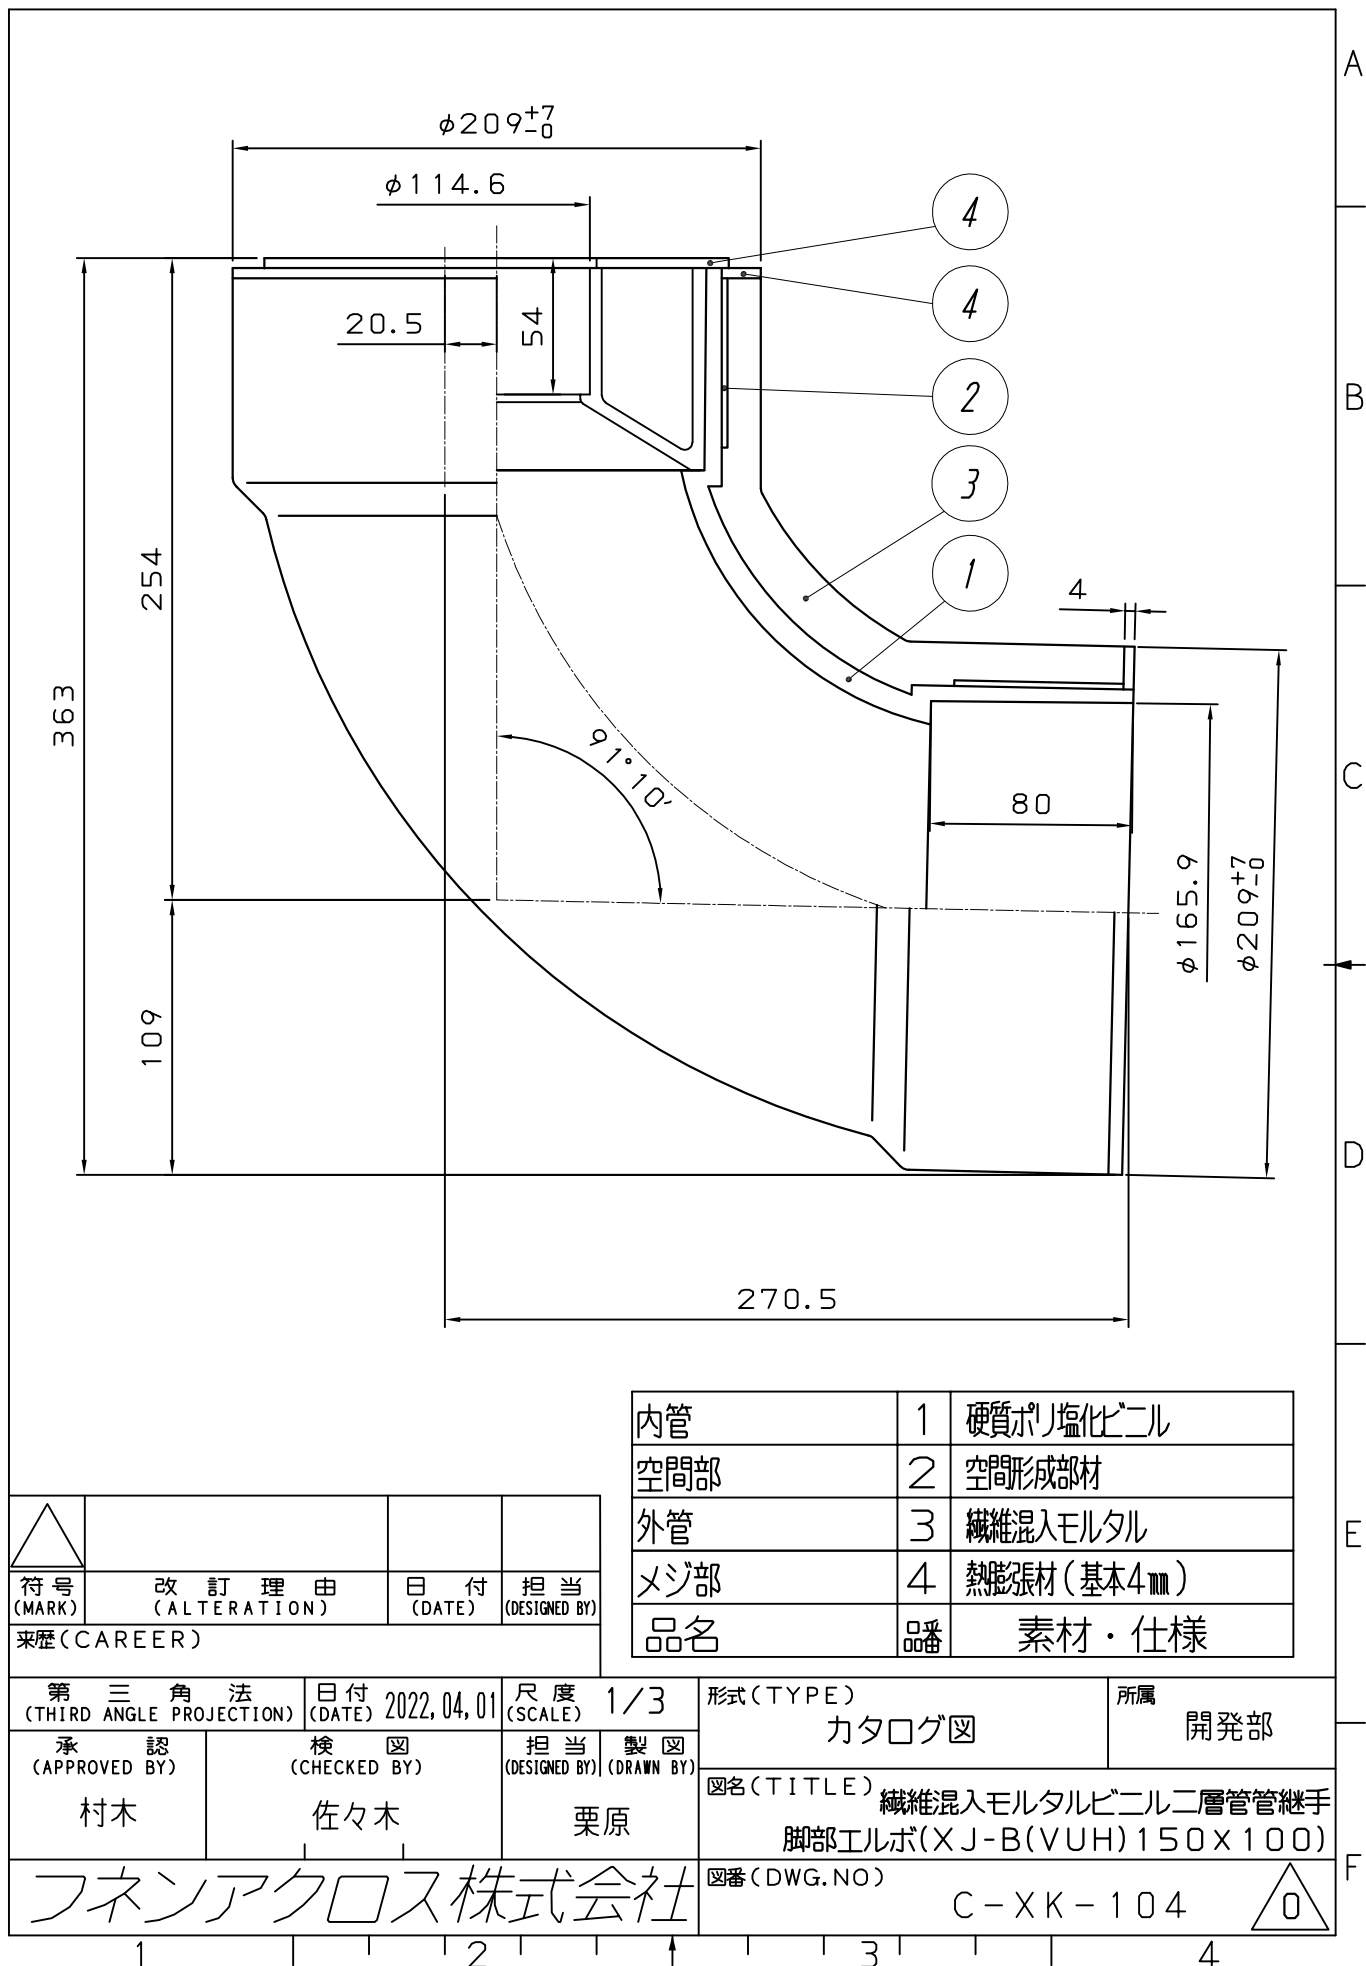 A
B
C
D
E
F
φ209+7-0
φ114.6
4
4
2
3
1
20.5
54
254
363
109
91°10′
4
80
φ165.9
φ209+7-0
270.5
内管 1 硬質ポリ塩化ビニル
空間部 2 空間形成部材
外管 3 繊維混入モルタル
メジ部 4 熱膨張材(基本4㎜)
品名 品番 素材・仕様
符号 改訂理由 日付 担当
(MARK) (ALTERATION) (DATE) (DESIGNED BY)
来歴(CAREER)
第三角法 日付 2022,04,01 尺度 1/3
(THIRD ANGLE PROJECTION) (DATE) (SCALE)
形式(TYPE) 所属
カタログ図 開発部
承認 検図 担当 製図
(APPROVED BY) (CHECKED BY) (DESIGNED BY) (DRAWN BY)
村木 佐々木 栗原
図名(TITLE) 繊維混入モルタルビニル二層管管継手
脚部エルボ(XJ-B(VUH)150X100)
フネンアクロス株式会社
図番(DWG.NO)
C-XK-104 0
1 2 3 4